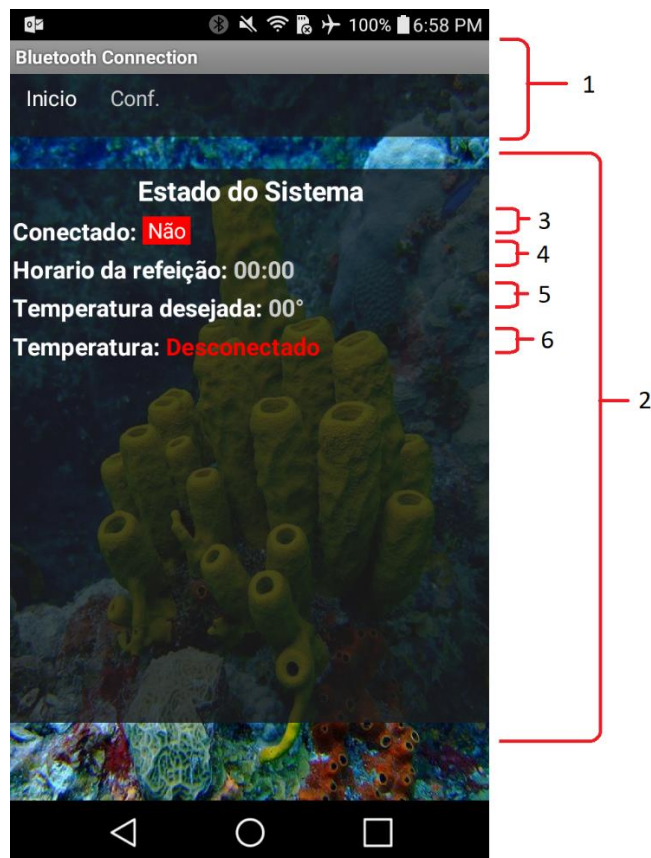 100% 6:58 PM
Bluetooth Connection
1
Inicio Conf.
2
Estado do Sistema
Conectado: Não
3
Horario da refeição: 00:00
4
Temperatura desejada: 00°
5
Temperatura: Desconectado
6